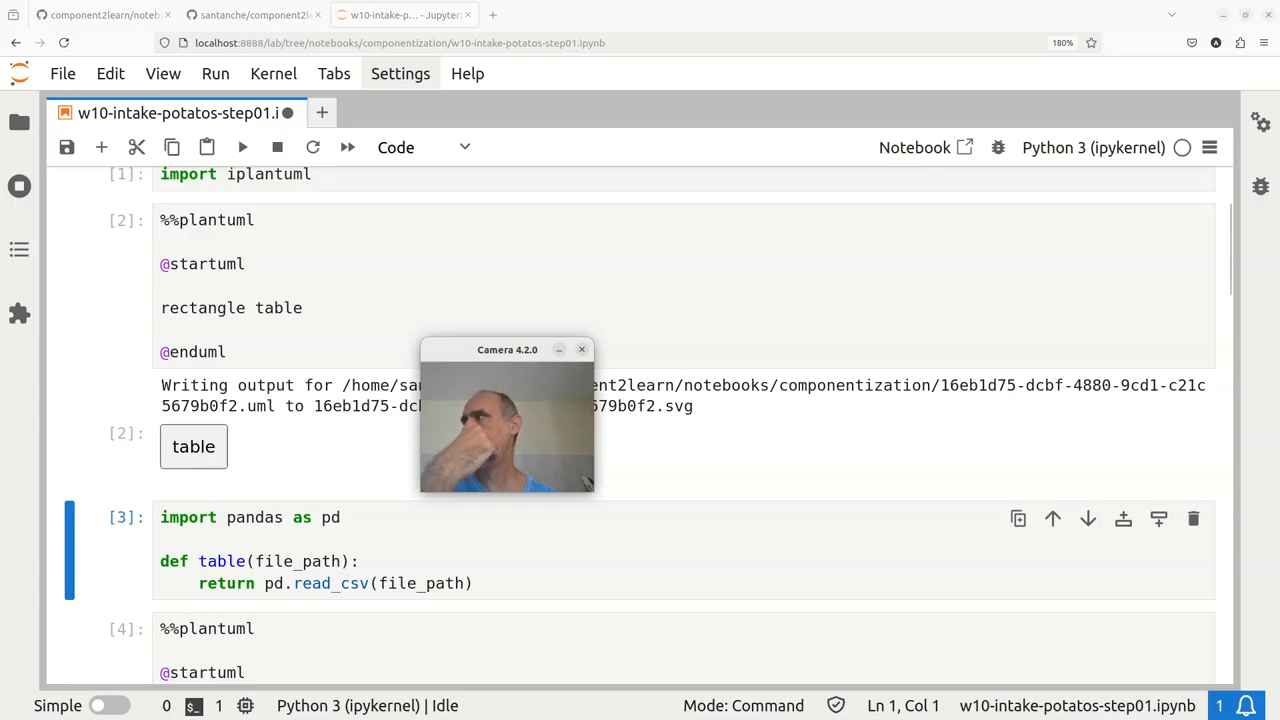 component2learn/noteb
santanche/component2l
w10-intake-p… - Jupyter
localhost:8888/lab/tree/notebooks/componentization/w10-intake-potatos-step01.ipynb
180%
File Edit View Run Kernel Tabs Settings Help
w10-intake-potatos-step01.i
Code
Notebook
Python 3 (ipykernel)
[1]: import iplantuml
[2]: %%plantuml
@startuml
rectangle table
@enduml
Camera 4.2.0
Writing output for /home/sa ent2learn/notebooks/componentization/16eb1d75-dcbf-4880-9cd1-c21c
5679b0f2.uml to 16eb1d75-dc 579b0f2.svg
[2]: table
[3]: import pandas as pd
def table(file_path):
return pd.read_csv(file_path)
[4]: %%plantuml
@startuml
Simple 0 $_ 1 Python 3 (ipykernel) | Idle Mode: Command Ln 1, Col 1 w10-intake-potatos-step01.ipynb 1